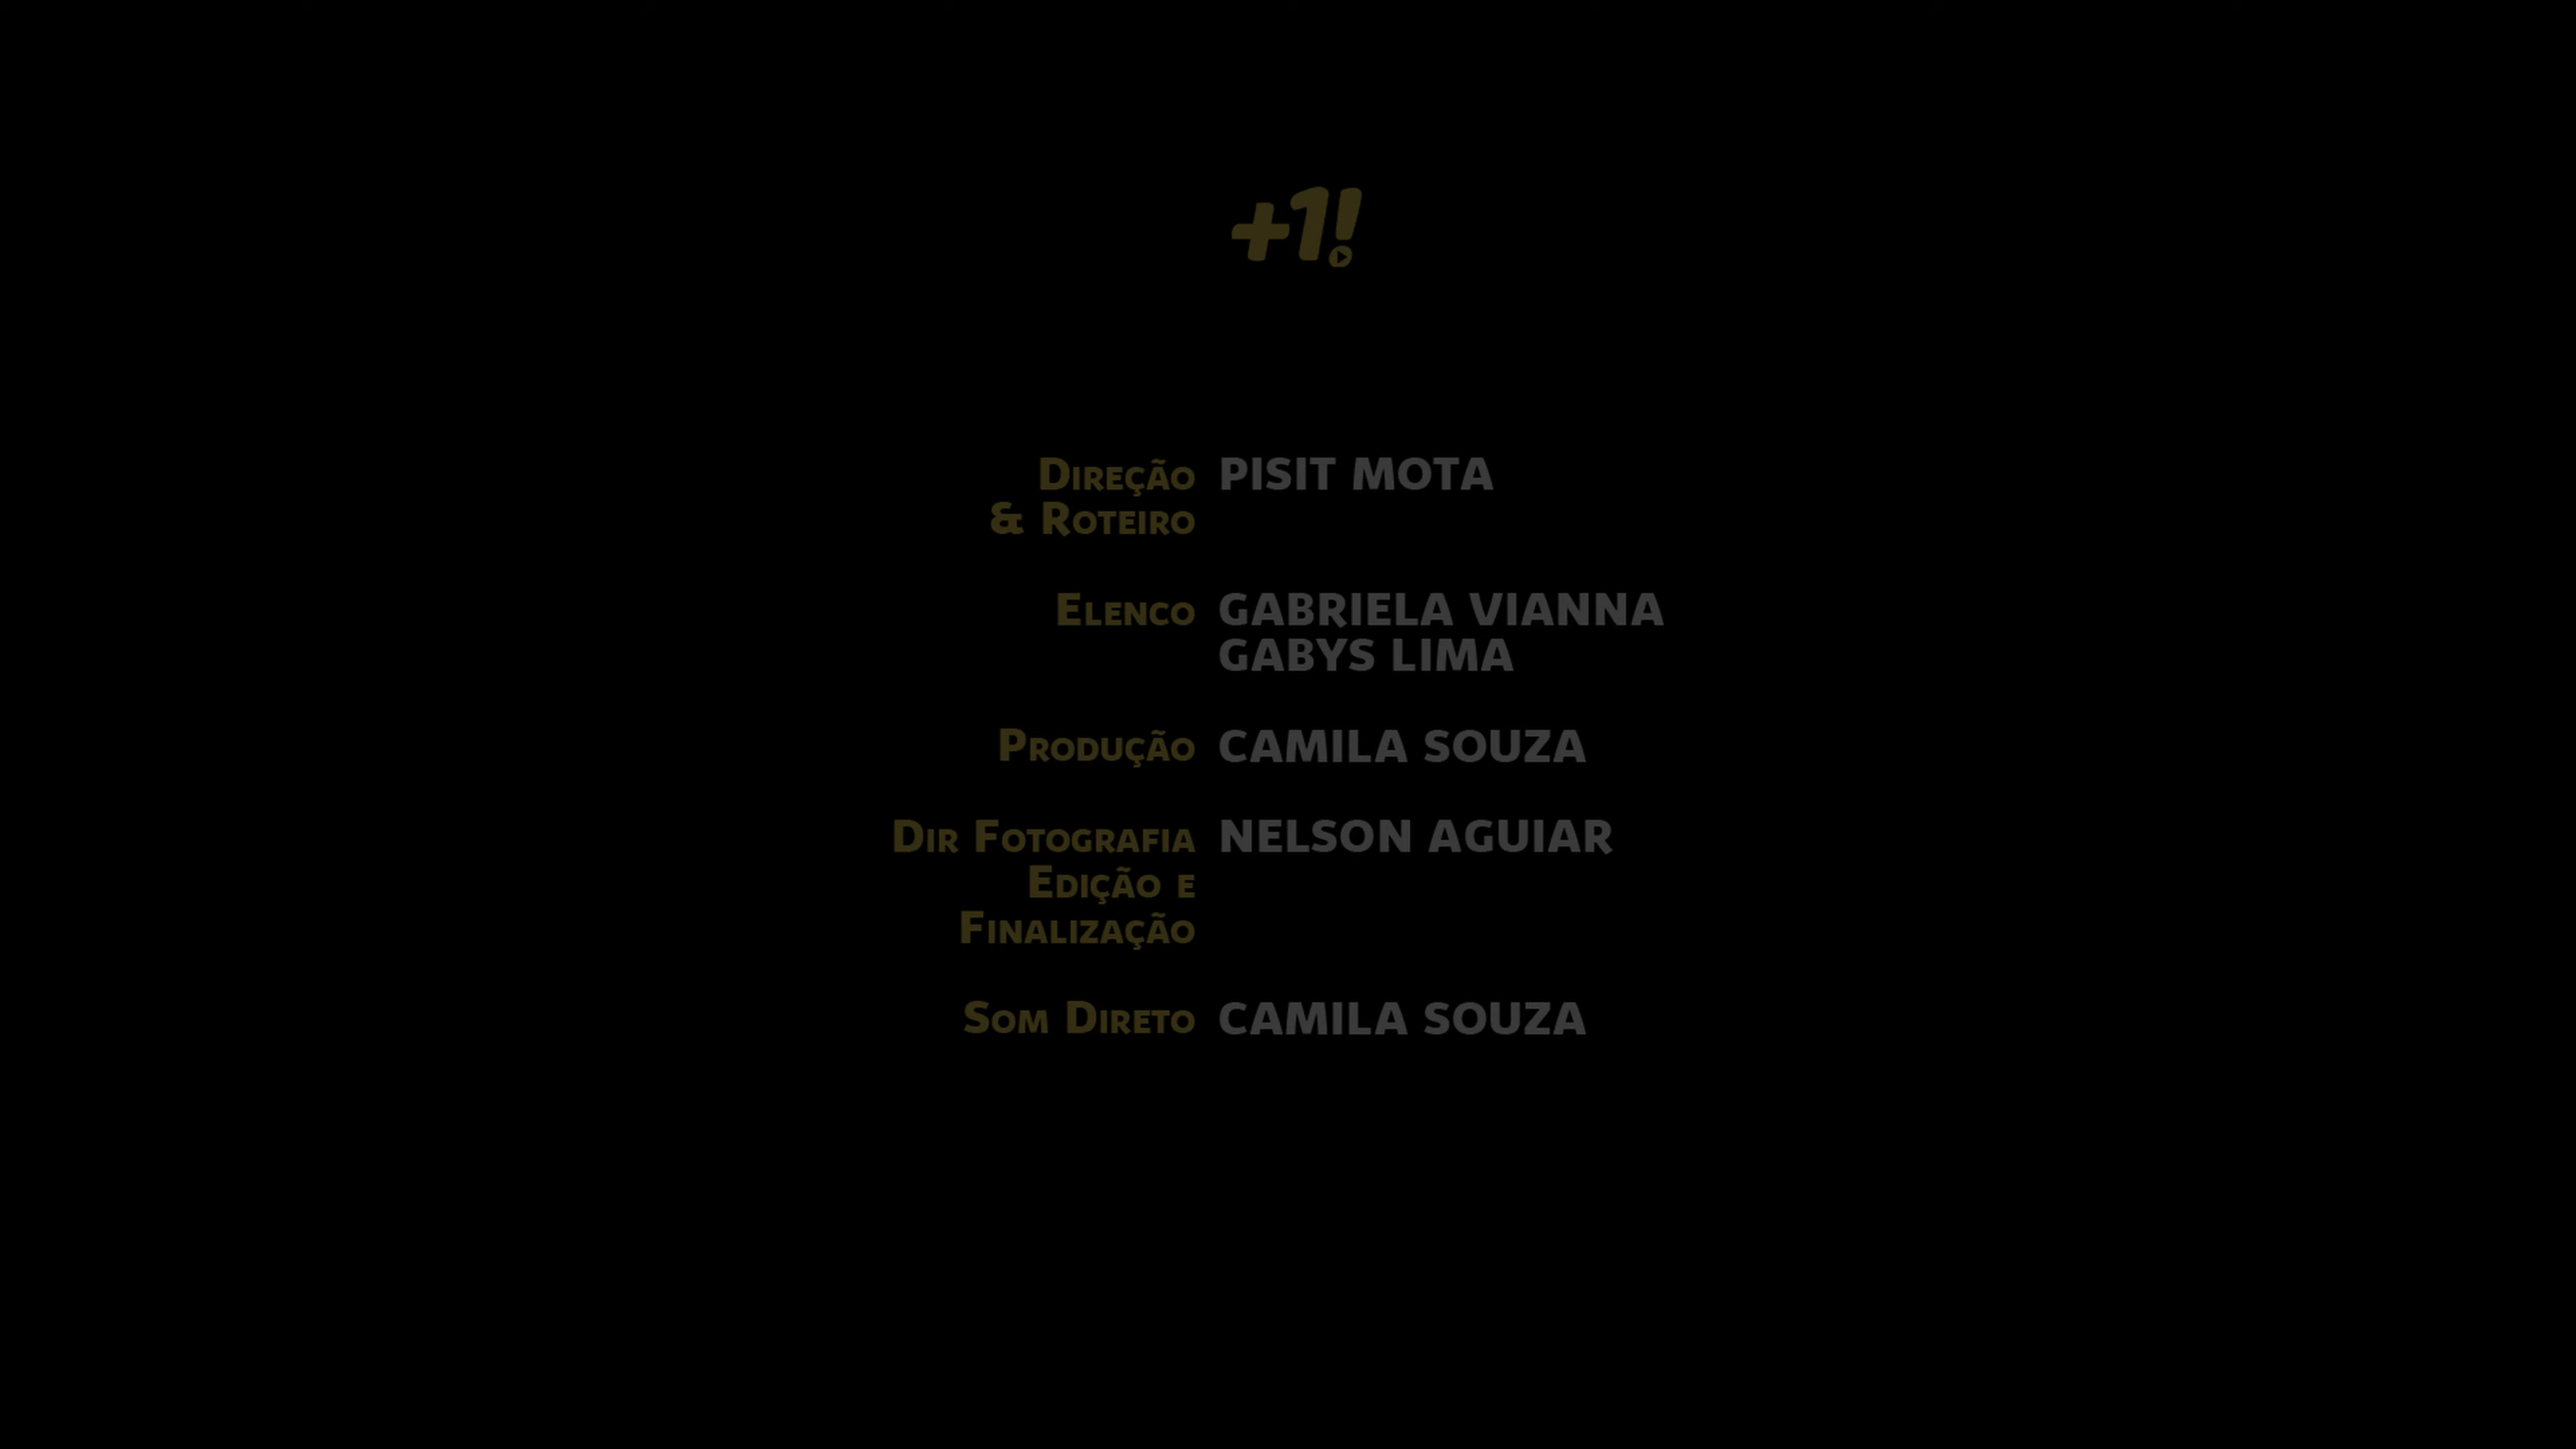 +1!
Direção PISIT MOTA
& Roteiro
Elenco GABRIELA VIANNA
GABYS LIMA
Produção CAMILA SOUZA
Dir Fotografia NELSON AGUIAR
Edição e
Finalização
Som Direto CAMILA SOUZA